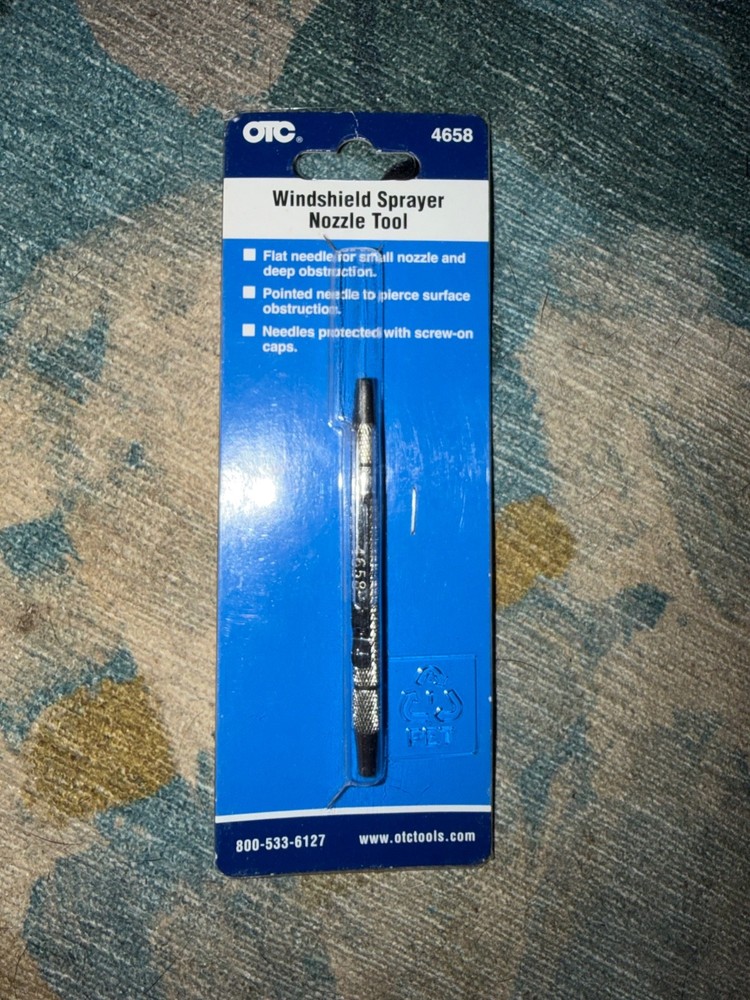 OTC®
4658
Windshield Sprayer
Nozzle Tool
Flat needle for small nozzle and
deep obstruction.
Pointed needle to pierce surface
obstruction.
Needles protected with screw-on
caps.
4658
PET
800-533-6127
www.otctools.com